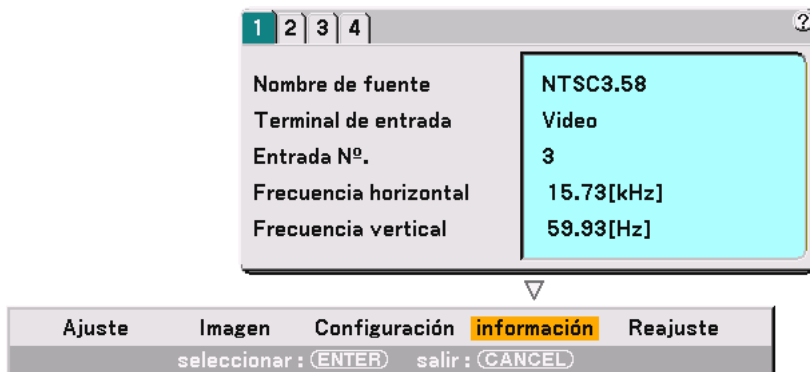 1 2 3 4 ?
Nombre de fuente NTSC3.58
Terminal de entrada Video
Entrada Nº. 3
Frecuencia horizontal 15.73[kHz]
Frecuencia vertical 59.93[Hz]
Ajuste Imagen Configuración información Reajuste
seleccionar : ENTER salir : CANCEL